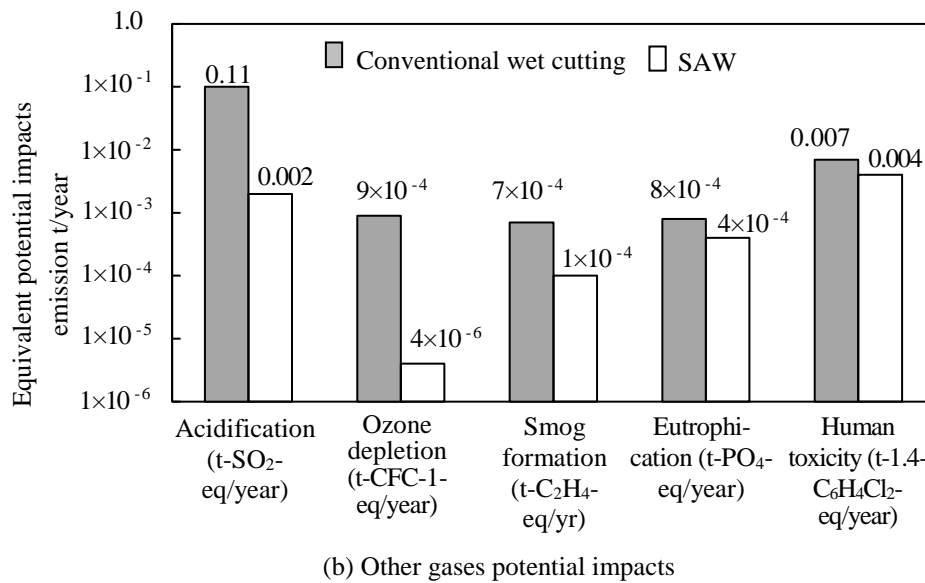 Equivalent potential impacts
emission t/year
1.0
1×10⁻¹
1×10⁻²
1×10⁻³
1×10⁻⁴
1×10⁻⁵
1×10⁻⁶
Conventional wet cutting
SAW
0.11
0.002
9×10⁻⁴
4×10⁻⁶
7×10⁻⁴
1×10⁻⁴
8×10⁻⁴
4×10⁻⁴
0.007
0.004
Acidification
(t-SO₂-
eq/year)
Ozone
depletion
(t-CFC-1-
eq/year)
Smog
formation
(t-C₂H₄-
eq/yr)
Eutrophi-
cation (t-PO₄-
eq/year)
Human
toxicity (t-1.4-
C₆H₄Cl₂-
eq/year)
(b) Other gases potential impacts